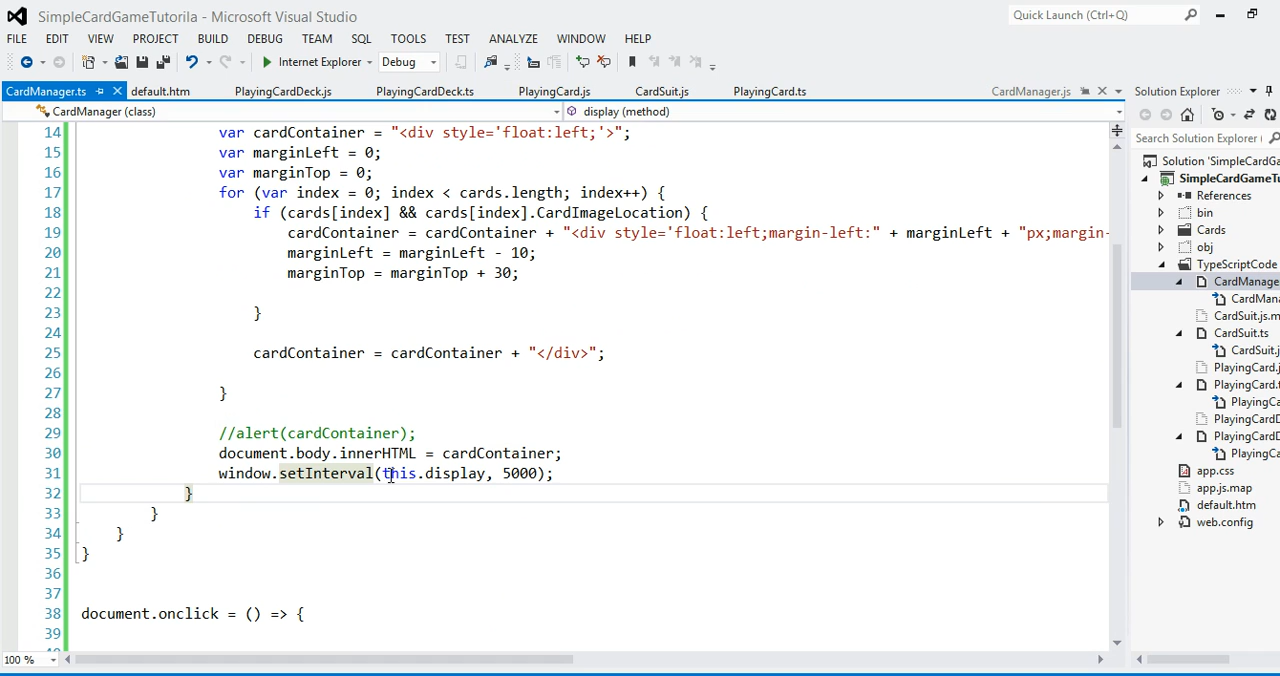 SimpleCardGameTutorila - Microsoft Visual Studio
Quick Launch (Ctrl+Q)
FILE EDIT VIEW PROJECT BUILD DEBUG TEAM SQL TOOLS TEST ANALYZE WINDOW HELP
Internet Explorer Debug
CardManager.ts default.htm PlayingCardDeck.js PlayingCardDeck.ts PlayingCard.js CardSuit.js PlayingCard.ts CardManager.js
CardManager (class) display (method)
14 var cardContainer = "<div style='float:left;'>";
15 var marginLeft = 0;
16 var marginTop = 0;
17 for (var index = 0; index < cards.length; index++) {
18 if (cards[index] && cards[index].CardImageLocation) {
19 cardContainer = cardContainer + "<div style='float:left;margin-left:" + marginLeft + "px;margin-
20 marginLeft = marginLeft - 10;
21 marginTop = marginTop + 30;
22
23 }
24
25 cardContainer = cardContainer + "</div>";
26
27 }
28
29 //alert(cardContainer);
30 document.body.innerHTML = cardContainer;
31 window.setInterval(this.display, 5000);
32 }
33 }
34 }
35 }
36
37
38 document.onclick = () => {
39
100 %
Solution Explorer
Search Solution Explorer (
Solution 'SimpleCardGa
SimpleCardGameTu
References
bin
Cards
obj
TypeScriptCode
CardManage
CardMan
CardSuit.js.m
CardSuit.ts
CardSuit.j
PlayingCard.j
PlayingCard.t
PlayingC
PlayingCardD
PlayingCardD
PlayingC
app.css
app.js.map
default.htm
web.config